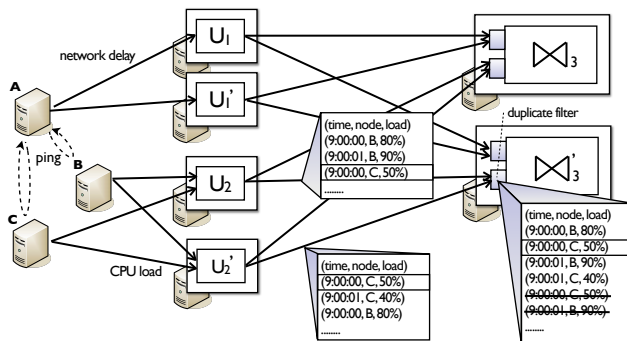 network delay
U1
A
U1'
⋈3
duplicate filter
(time, node, load)
(9:00:00, B, 80%)
(9:00:01, B, 90%)
(9:00:00, C, 50%)
........
ping
B
U2
⋈'3
C
CPU load
U2'
(time, node, load)
(9:00:00, C, 50%)
(9:00:01, C, 40%)
(9:00:00, B, 80%)
........
(time, node, load)
(9:00:00, B, 80%)
(9:00:00, C, 50%)
(9:00:01, B, 90%)
(9:00:01, C, 40%)
(9:00:00, C, 50%)
(9:00:01, B, 90%)
........